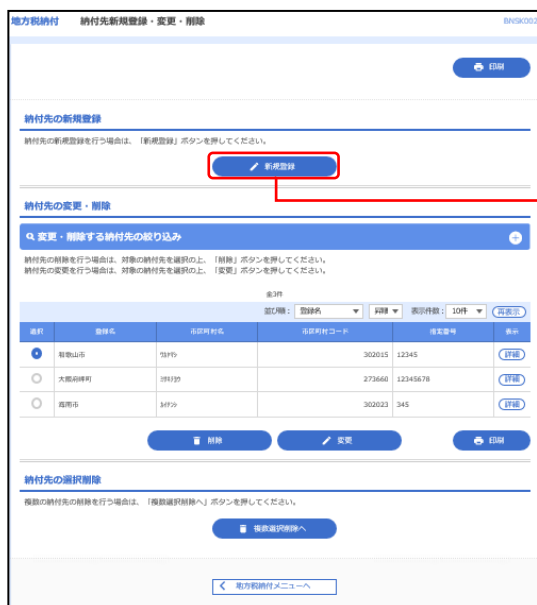 地方税納付 納付先新規登録・変更・削除 BNSK002
印刷
納付先の新規登録
納付先の新規登録を行う場合は、「新規登録」ボタンを押してください。
新規登録
納付先の変更・削除
変更・削除する納付先の絞り込み
納付先の削除を行う場合は、対象の納付先を選択の上、「削除」ボタンを押してください。
納付先の変更を行う場合は、対象の納付先を選択の上、「変更」ボタンを押してください。
全3件
並び順： 登録名 昇順 表示件数： 10件 再表示
選択 登録名 市区町村名 市区町村コード 指定番号 表示
和歌山市 ﾜｶﾔﾏｼ 302015 12345 詳細
大阪府岬町 273660 12345678 詳細
海南市 ｶｲﾅﾝｼ 302023 345 詳細
削除 変更 印刷
納付先の選択削除
複数の納付先の削除を行う場合は、「複数選択削除へ」ボタンを押してください。
複数選択削除へ
地方税納付メニューへ